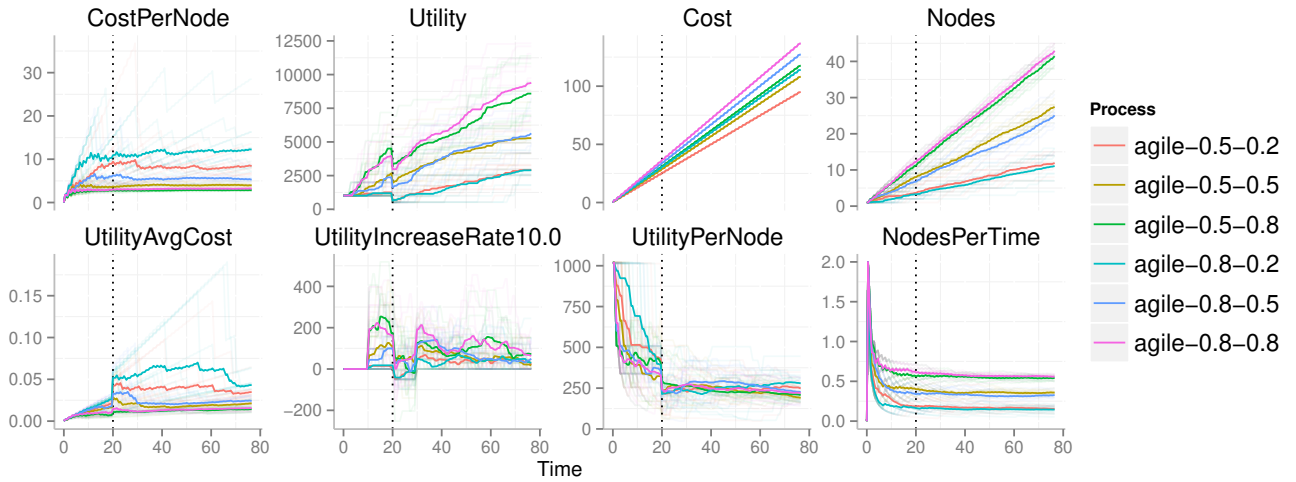 CostPerNode
Utility
Cost
Nodes
30
20
10
0
12500
10000
7500
5000
2500
0
100
50
0
40
30
20
10
0
UtilityAvgCost
UtilityIncreaseRate10.0
UtilityPerNode
NodesPerTime
0.15
0.10
0.05
0.00
400
200
0
−200
1000
750
500
250
0
2.0
1.5
1.0
0.5
0.0
0 20 40 60 80
0 20 40 60 80
0 20 40 60 80
0 20 40 60 80
Time
Process
agile−0.5−0.2
agile−0.5−0.5
agile−0.5−0.8
agile−0.8−0.2
agile−0.8−0.5
agile−0.8−0.8